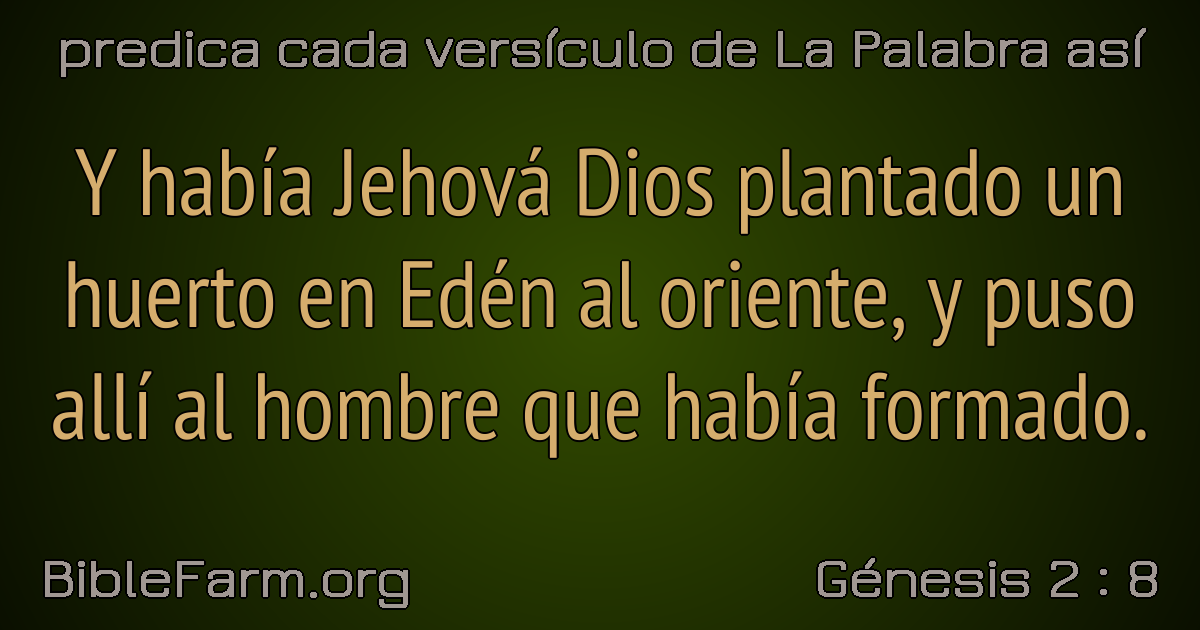 predica cada versículo de La Palabra así
Y había Jehová Dios plantado un
huerto en Edén al oriente, y puso
allí al hombre que había formado.
BibleFarm.org
Génesis 2 : 8